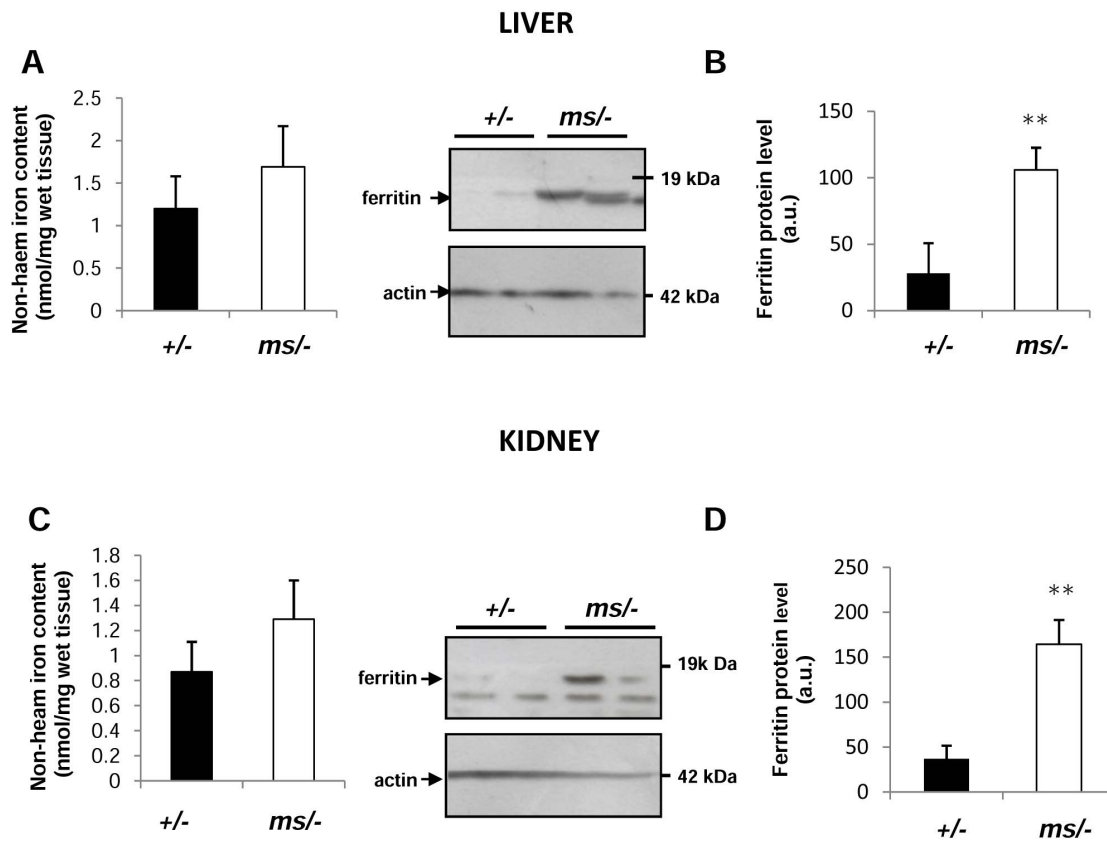 LIVER
A
Non-haem iron content
(nmol/mg wet tissue)
2.5
2
1.5
1
0.5
0
+/-
ms/-
+/-
ms/-
ferritin
19 kDa
actin
42 kDa
B
Ferritin protein level
(a.u.)
150
100
50
0
**
+/-
ms/-
KIDNEY
C
Non-heam iron content
(nmol/mg wet tissue)
1.8
1.6
1.4
1.2
1
0.8
0.6
0.4
0.2
0
+/-
ms/-
+/-
ms/-
ferritin
19k Da
actin
42 kDa
D
Ferritin protein level
(a.u.)
250
200
150
100
50
0
**
+/-
ms/-